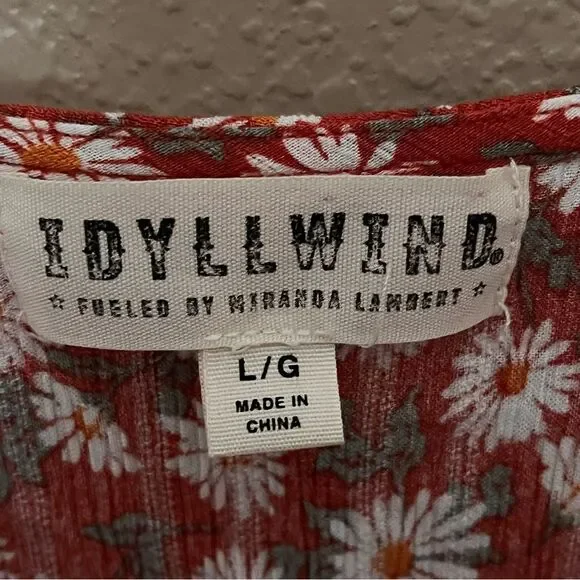 IDYLLWIND®
☆ FUELED BY MIRANDA LAMBERT ☆
L/G
MADE IN
CHINA